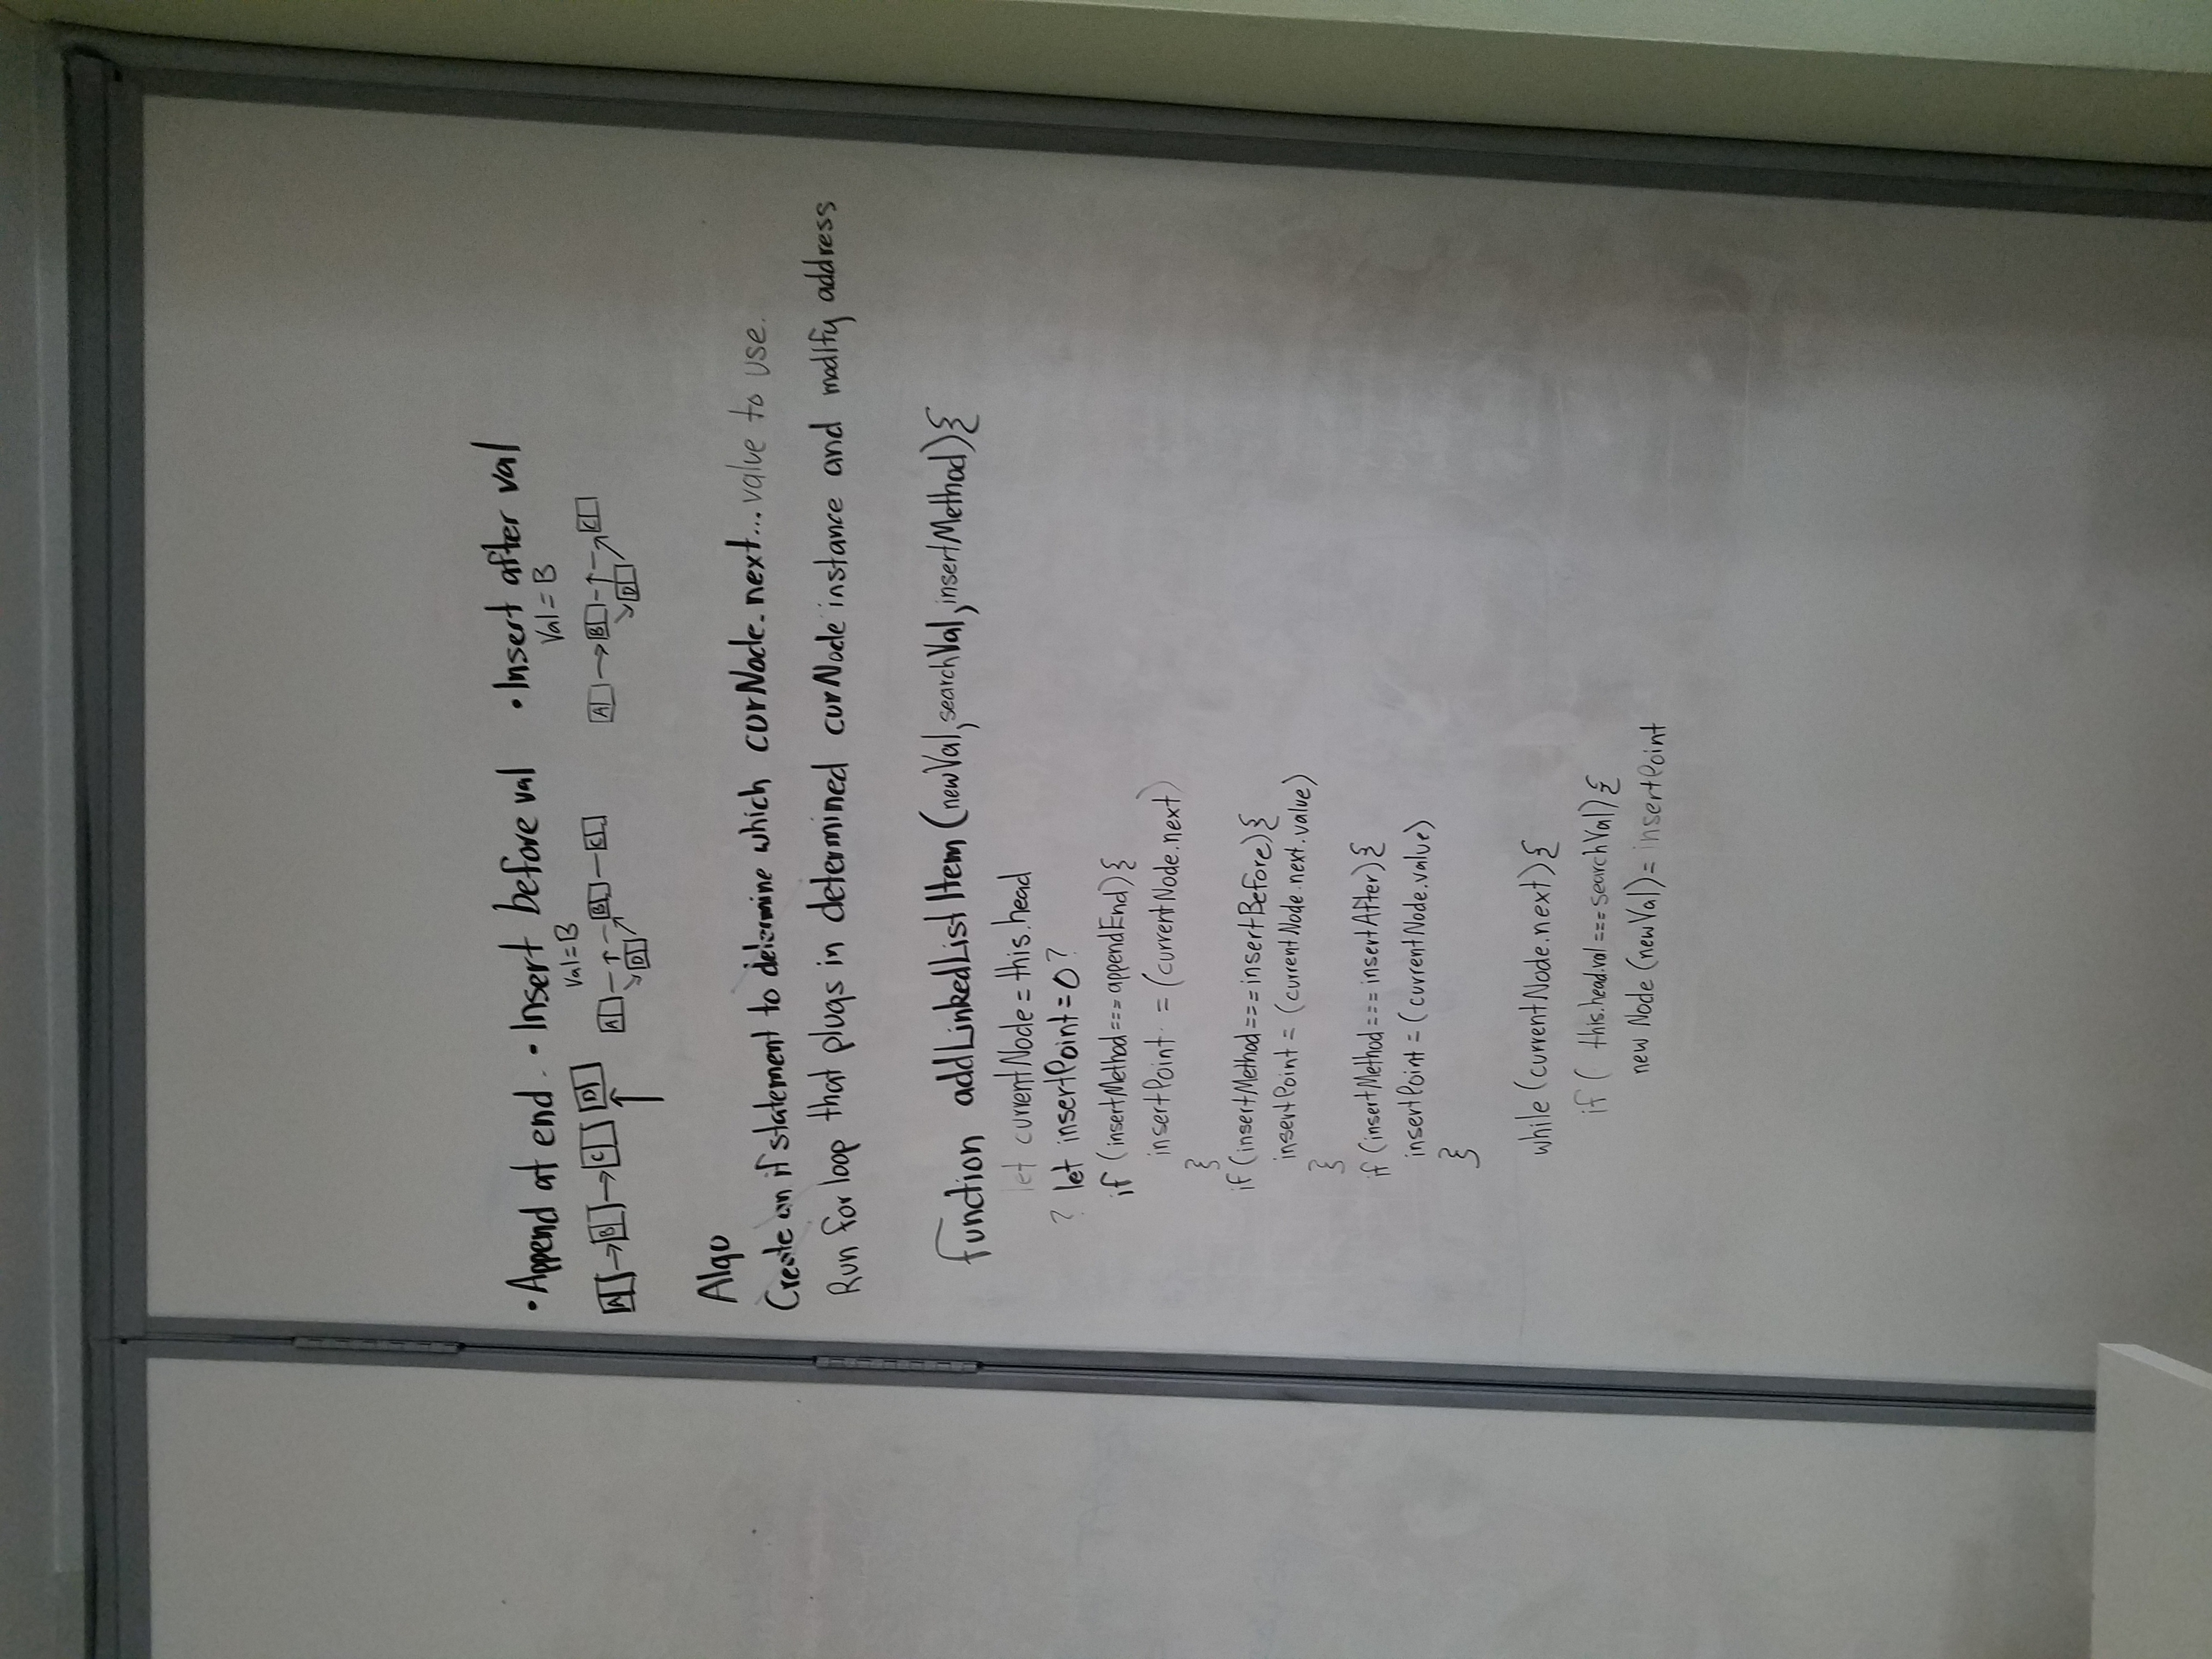 • Append at end. • Insert before val • Insert after val
Val=B Val=B
A → B → C D A B C D A → B C D
Algo
Create an if statement to determine which curNode.next... value to use.
Run for loop that plugs in determined curNode instance and modify address
function addLinkedListItem (newVal, searchVal, insertMethod){
let currentNode = this.head
? let insertPoint = 0?
if (insertMethod === appendEnd){
insertPoint = (currentNode.next)
}
if (insertMethod === insertBefore){
insertPoint = (currentNode.next.value)
}
if (insertMethod === insertAfter){
insertPoint = (currentNode.value)
}
while (currentNode.next){
if ( this.head.val === searchVal){
new Node (newVal) = insertPoint